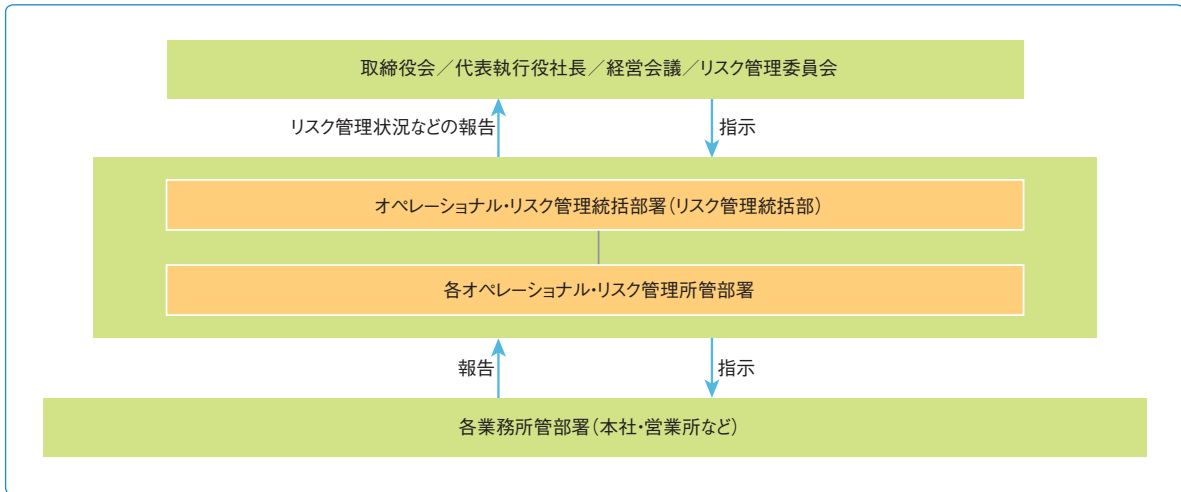 取締役会／代表執行役社長／経営会議／リスク管理委員会
リスク管理状況などの報告
指示
オペレーショナル・リスク管理統括部署（リスク管理統括部）
各オペレーショナル・リスク管理所管部署
報告
指示
各業務所管部署（本社・営業所など）